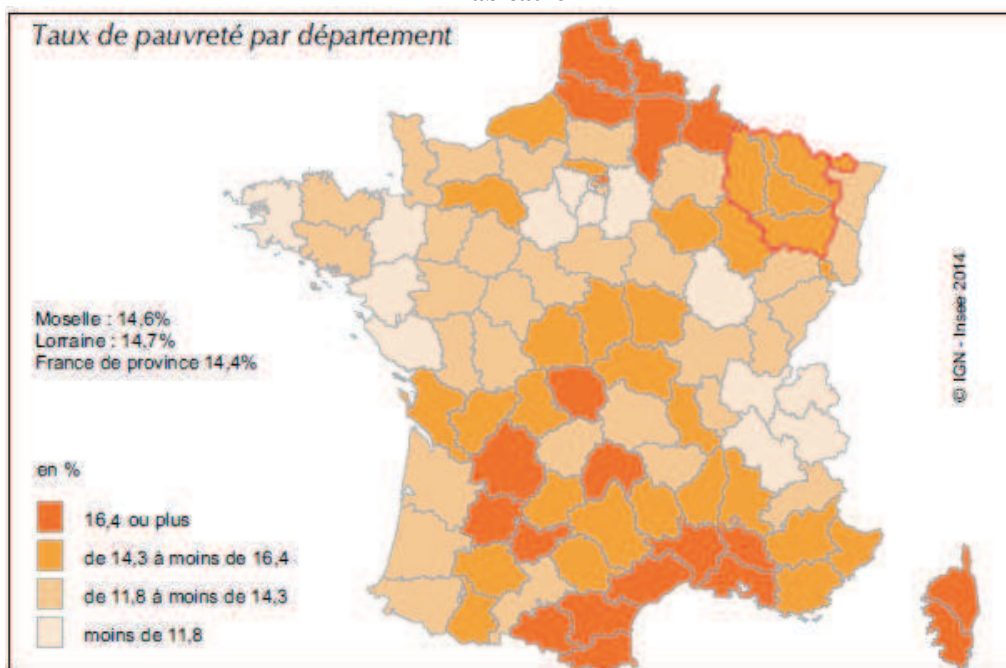 Taux de pauvreté par département
Moselle : 14,6%
Lorraine : 14,7%
France de province 14,4%
en %
16,4 ou plus
de 14,3 à moins de 16,4
de 11,8 à moins de 14,3
moins de 11,8
© IGN - Insee 2014